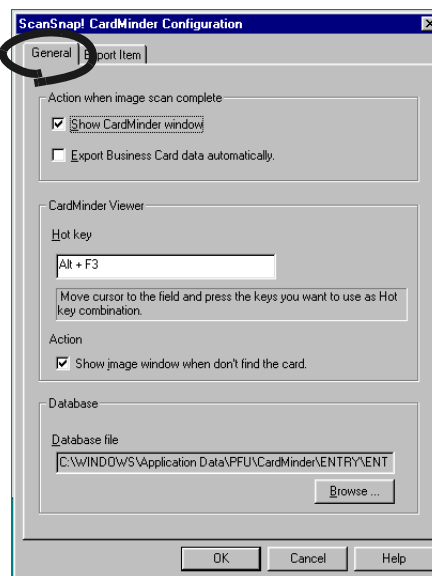 ScanSnap! CardMinder Configuration
General
Export Item
Action when image scan complete
Show CardMinder window
Export Business Card data automatically.
CardMinder Viewer
Hot key
Alt + F3
Move cursor to the field and press the keys you want to use as Hot
key combination.
Action
Show image window when don't find the card.
Database
Database file
C:\WINDOWS\Application Data\PFU\CardMinder\ENTRY\ENT
Browse ...
OK
Cancel
Help